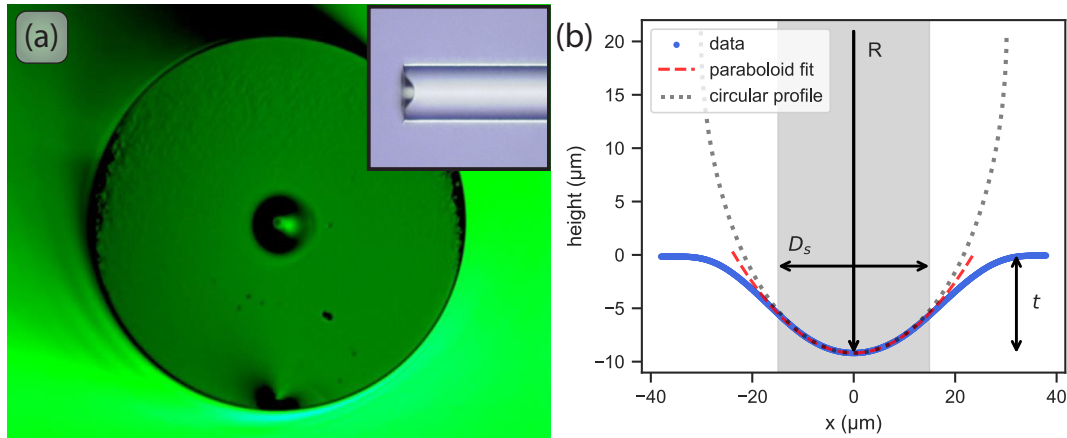 (a)
(b)
data
paraboloid fit
circular profile
R
Dₛ
t
height (μm)
20
15
10
5
0
−5
−10
−40
−20
0
20
40
x (μm)